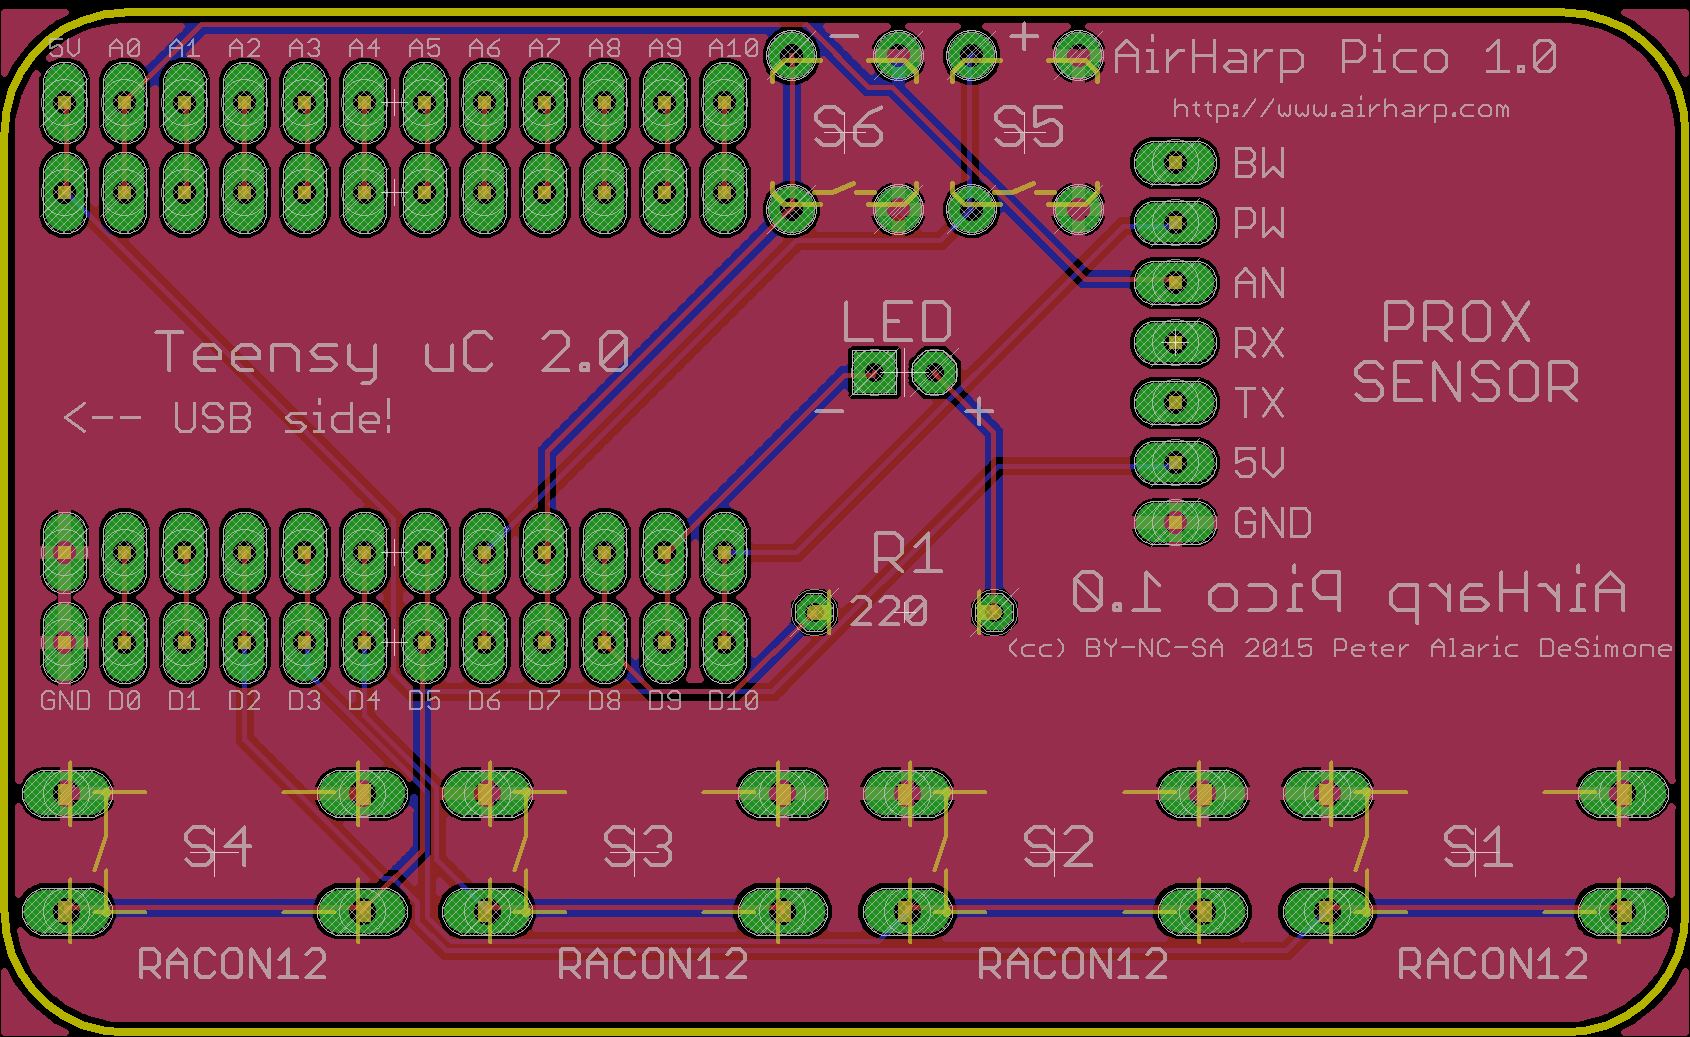 5V A0 A1 A2 A3 A4 A5 A6 A7 A8 A9 A10
− +
AirHarp Pico 1.0
http://www.airharp.com
S6 S5
BW
PW
AN
RX
TX
5V
GND
PROX
SENSOR
LED
− +
Teensy uC 2.0
<-- USB side!
R1
220
AirHarp Pico 1.0
(cc) BY-NC-SA 2015 Peter Alaric DeSimone
GND D0 D1 D2 D3 D4 D5 D6 D7 D8 D9 D10
S4 S3 S2 S1
RACON12 RACON12 RACON12 RACON12